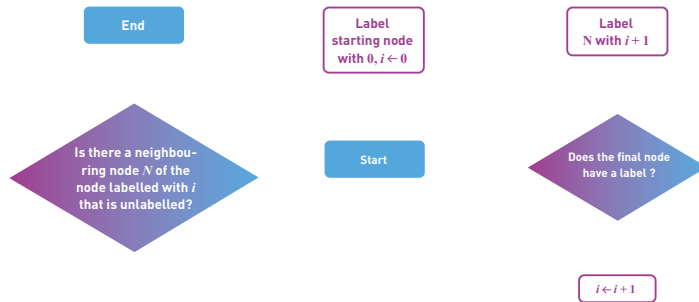 End
Label
starting node
with 0, i ← 0
Label
N with i + 1
Is there a neighbou-
ring node N of the
node labelled with i
that is unlabelled?
Start
Does the final node
have a label ?
i ← i + 1